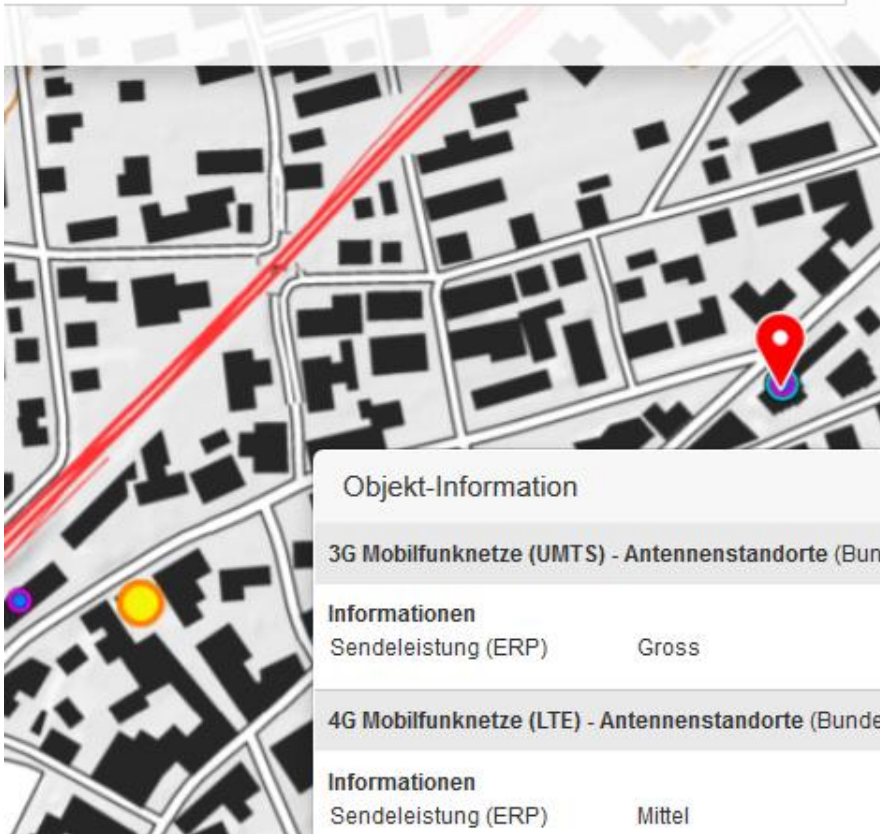 Objekt-Information
3G Mobilfunknetze (UMTS) - Antennenstandorte (Bun
Informationen
Sendeleistung (ERP) Gross
4G Mobilfunknetze (LTE) - Antennenstandorte (Bunde
Informationen
Sendeleistung (ERP) Mittel